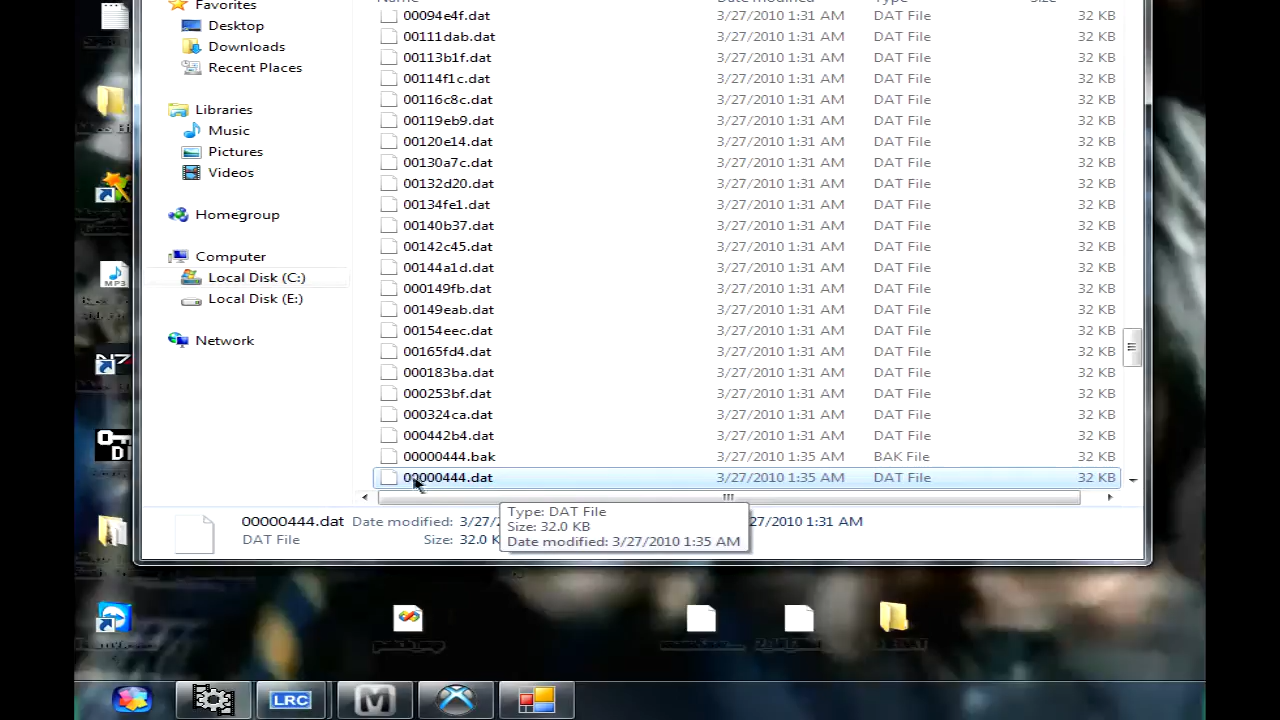 Favorites
Desktop
Downloads
Recent Places
Libraries
Music
Pictures
Videos
Homegroup
Computer
Local Disk (C:)
Local Disk (E:)
Network
Name Date modified Type Size
00094e4f.dat 3/27/2010 1:31 AM DAT File 32 KB
00111dab.dat 3/27/2010 1:31 AM DAT File 32 KB
00113b1f.dat 3/27/2010 1:31 AM DAT File 32 KB
00114f1c.dat 3/27/2010 1:31 AM DAT File 32 KB
00116c8c.dat 3/27/2010 1:31 AM DAT File 32 KB
00119eb9.dat 3/27/2010 1:31 AM DAT File 32 KB
00120e14.dat 3/27/2010 1:31 AM DAT File 32 KB
00130a7c.dat 3/27/2010 1:31 AM DAT File 32 KB
00132d20.dat 3/27/2010 1:31 AM DAT File 32 KB
00134fe1.dat 3/27/2010 1:31 AM DAT File 32 KB
00140b37.dat 3/27/2010 1:31 AM DAT File 32 KB
00142c45.dat 3/27/2010 1:31 AM DAT File 32 KB
00144a1d.dat 3/27/2010 1:31 AM DAT File 32 KB
000149fb.dat 3/27/2010 1:31 AM DAT File 32 KB
00149eab.dat 3/27/2010 1:31 AM DAT File 32 KB
00154eec.dat 3/27/2010 1:31 AM DAT File 32 KB
00165fd4.dat 3/27/2010 1:31 AM DAT File 32 KB
000183ba.dat 3/27/2010 1:31 AM DAT File 32 KB
000253bf.dat 3/27/2010 1:31 AM DAT File 32 KB
000324ca.dat 3/27/2010 1:31 AM DAT File 32 KB
000442b4.dat 3/27/2010 1:31 AM DAT File 32 KB
00000444.bak 3/27/2010 1:35 AM BAK File 32 KB
00000444.dat 3/27/2010 1:35 AM DAT File 32 KB
Type: DAT File
Size: 32.0 KB
Date modified: 3/27/2010 1:35 AM
00000444.dat Date modified: 3/27/2 27/2010 1:31 AM
DAT File Size: 32.0 K
MP3
N7
LRC
M